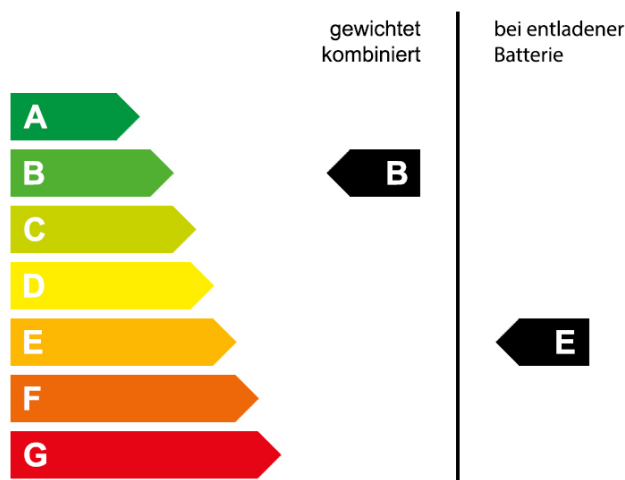 gewichtet
kombiniert
bei entladener
Batterie
A
B
B
C
D
E
E
F
G